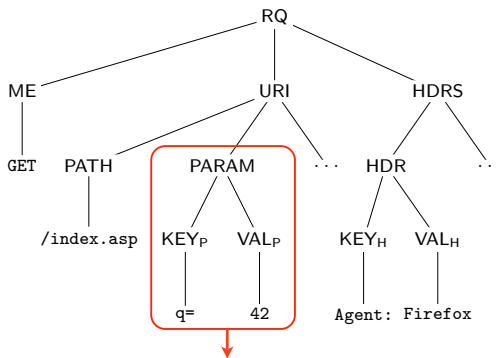 RQ
ME URI HDRS
GET PATH PARAM ... HDR ..
/index.asp KEYP VALP KEYH VALH
q= 42 Agent: Firefox